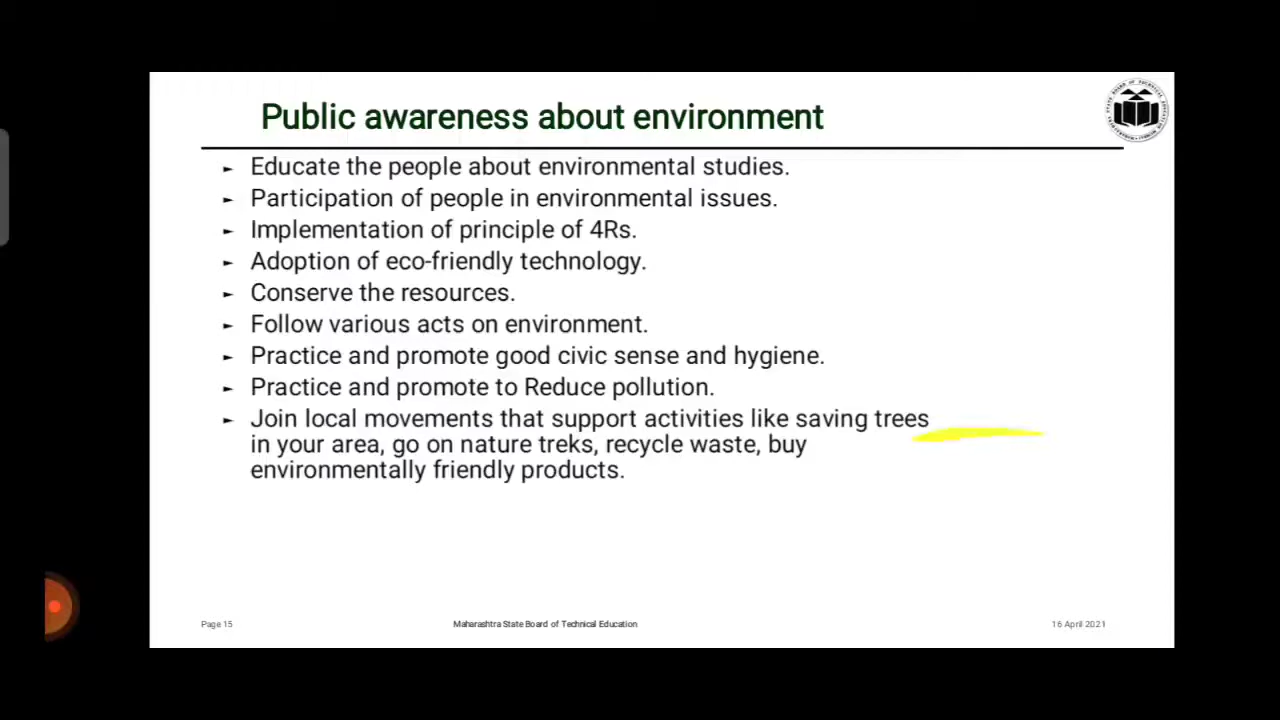 Public awareness about environment
► Educate the people about environmental studies.
► Participation of people in environmental issues.
► Implementation of principle of 4Rs.
► Adoption of eco-friendly technology.
► Conserve the resources.
► Follow various acts on environment.
► Practice and promote good civic sense and hygiene.
► Practice and promote to Reduce pollution.
► Join local movements that support activities like saving trees
in your area, go on nature treks, recycle waste, buy
environmentally friendly products.
Page 15
Maharashtra State Board of Technical Education
16 April 2021